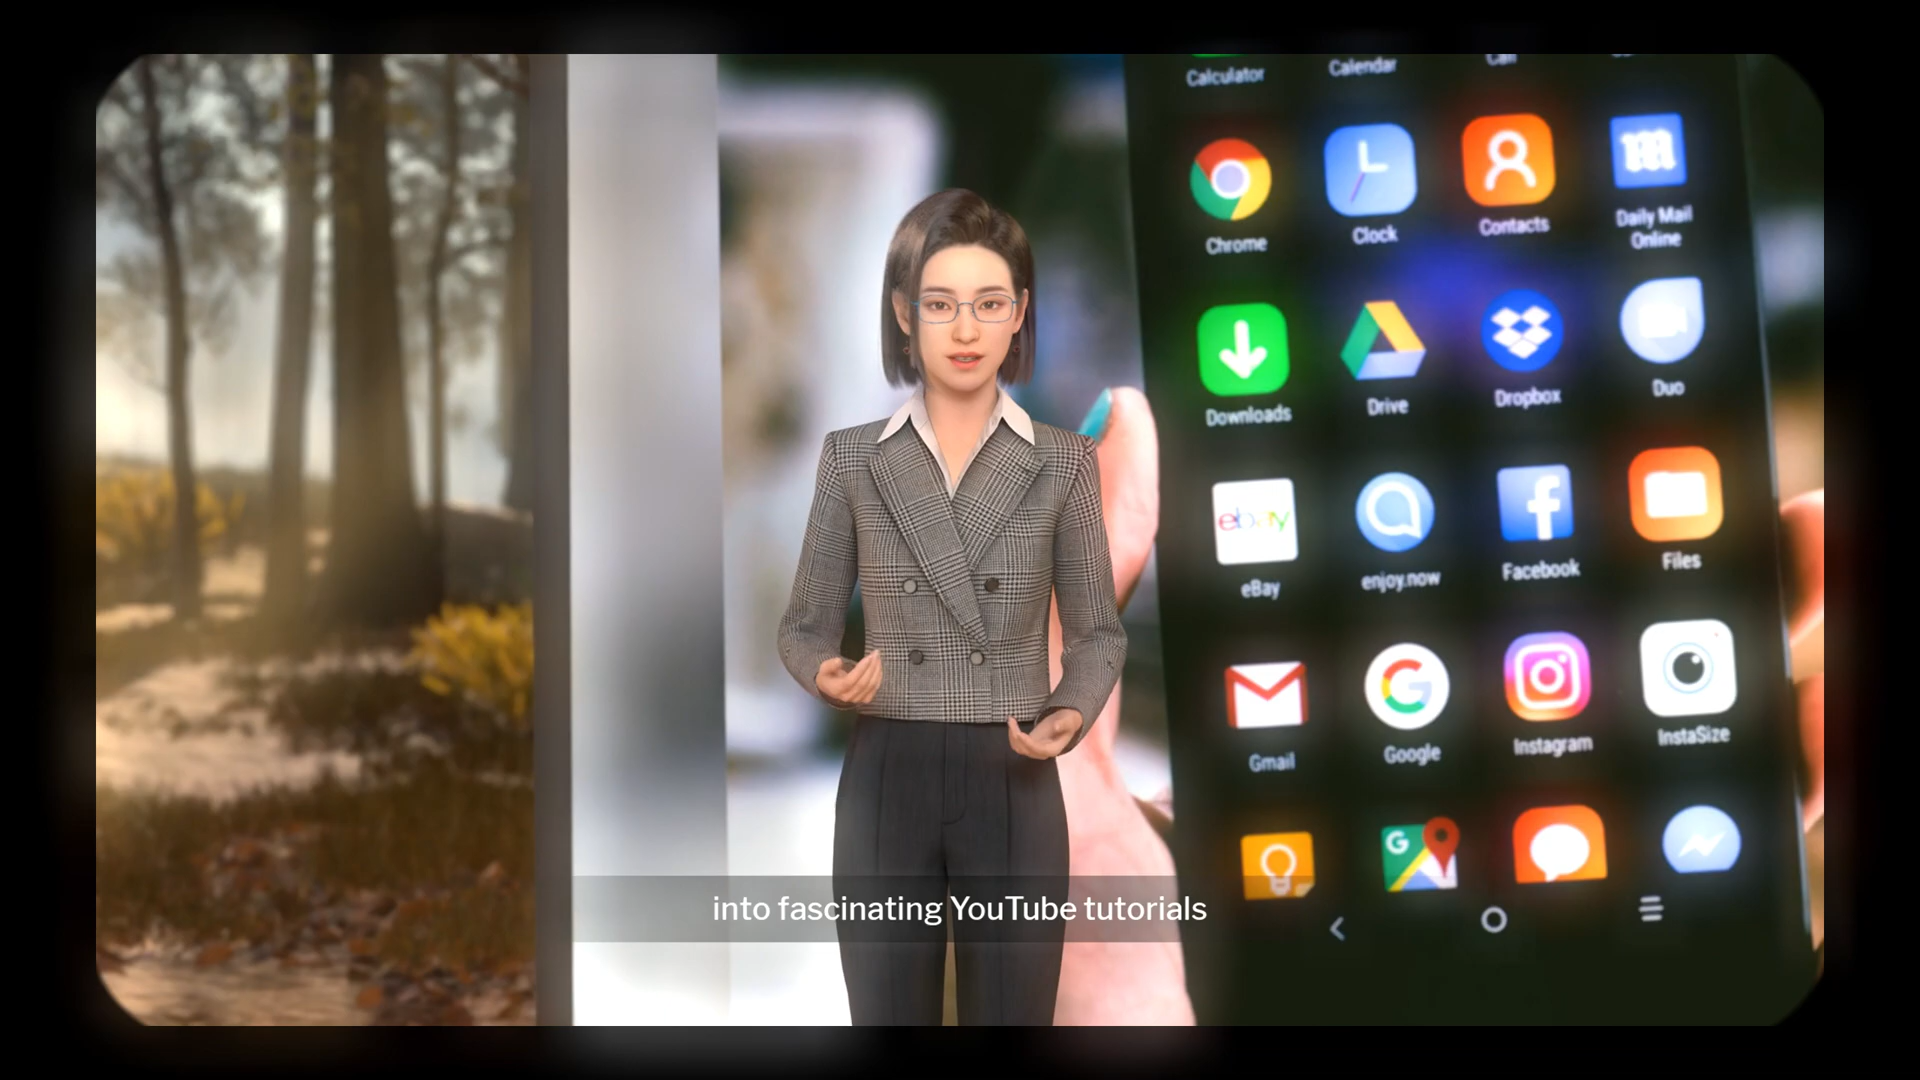 Calculator
Calendar
Call
Chrome
Clock
Contacts
Daily Mail
Online
Downloads
Drive
Dropbox
Duo
ebay
eBay
enjoy.now
Facebook
Files
Gmail
Google
Instagram
InstaSize
into fascinating YouTube tutorials